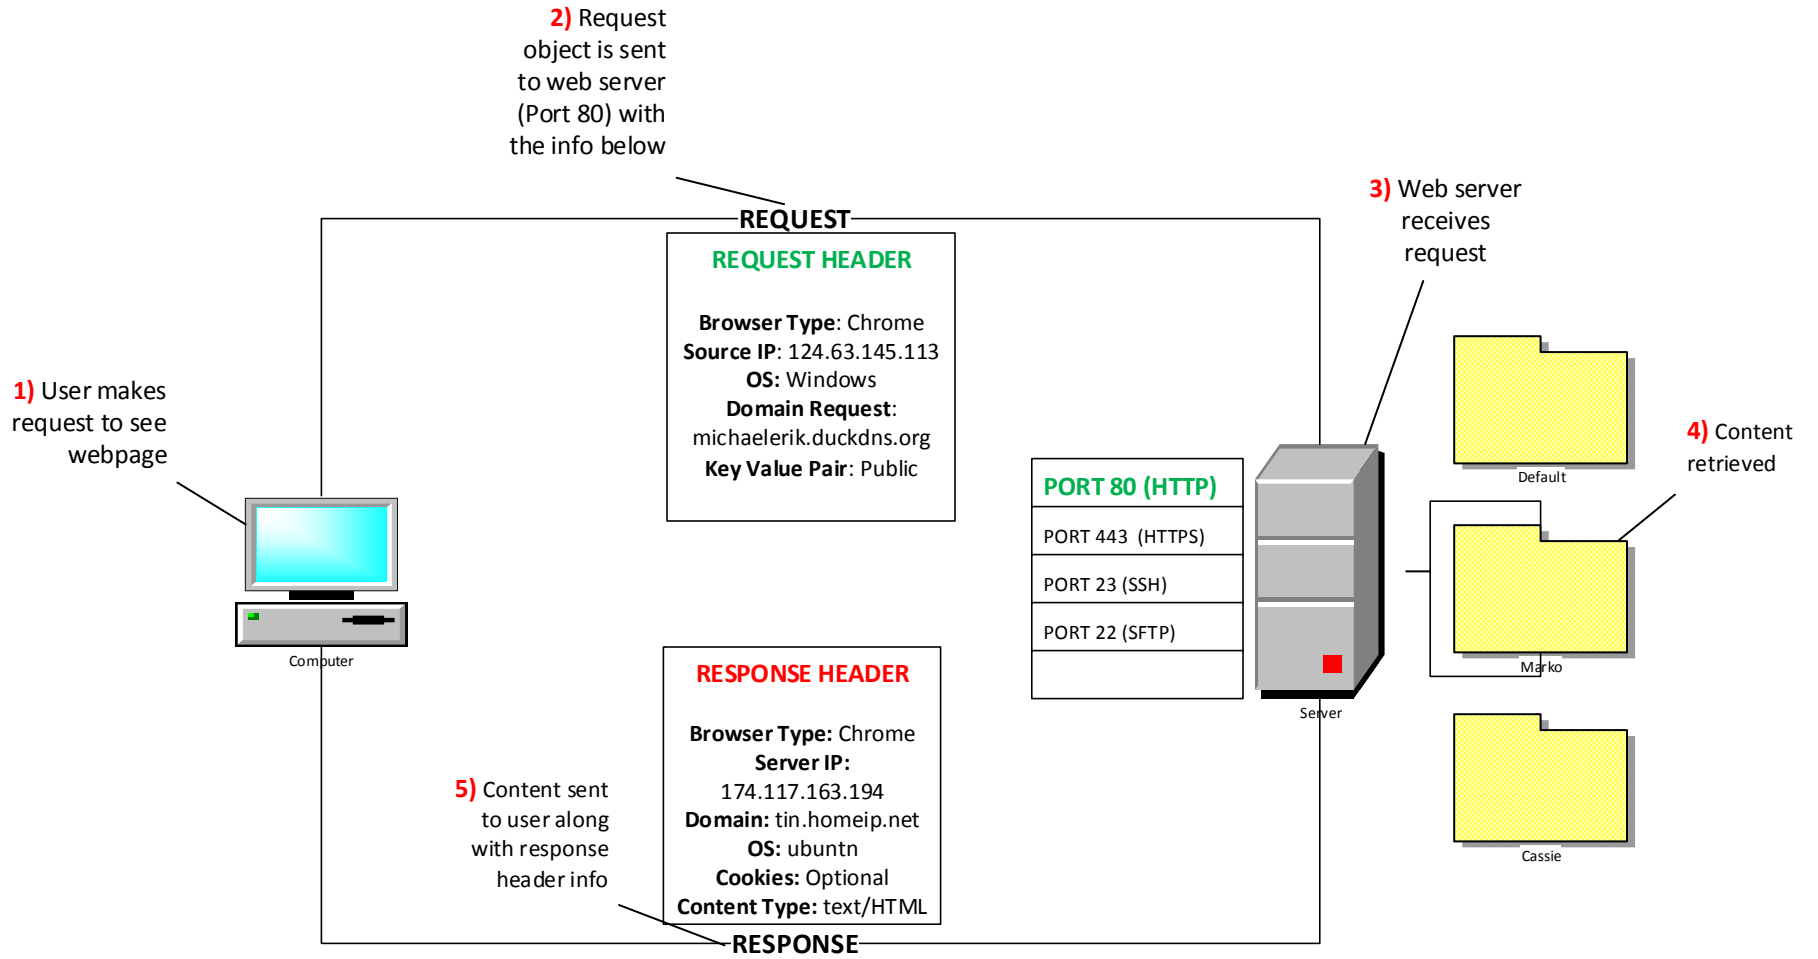 2) Request
object is sent
to web server
(Port 80) with
the info below
REQUEST
REQUEST HEADER
Browser Type: Chrome
Source IP: 124.63.145.113
OS: Windows
Domain Request:
michaelerik.duckdns.org
Key Value Pair: Public
3) Web server
receives
request
1) User makes
request to see
webpage
Computer
PORT 80 (HTTP)
PORT 443 (HTTPS)
PORT 23 (SSH)
PORT 22 (SFTP)
Server
Default
4) Content
retrieved
Marko
Cassie
RESPONSE HEADER
Browser Type: Chrome
Server IP:
174.117.163.194
Domain: tin.homeip.net
OS: ubuntn
Cookies: Optional
Content Type: text/HTML
5) Content sent
to user along
with response
header info
RESPONSE